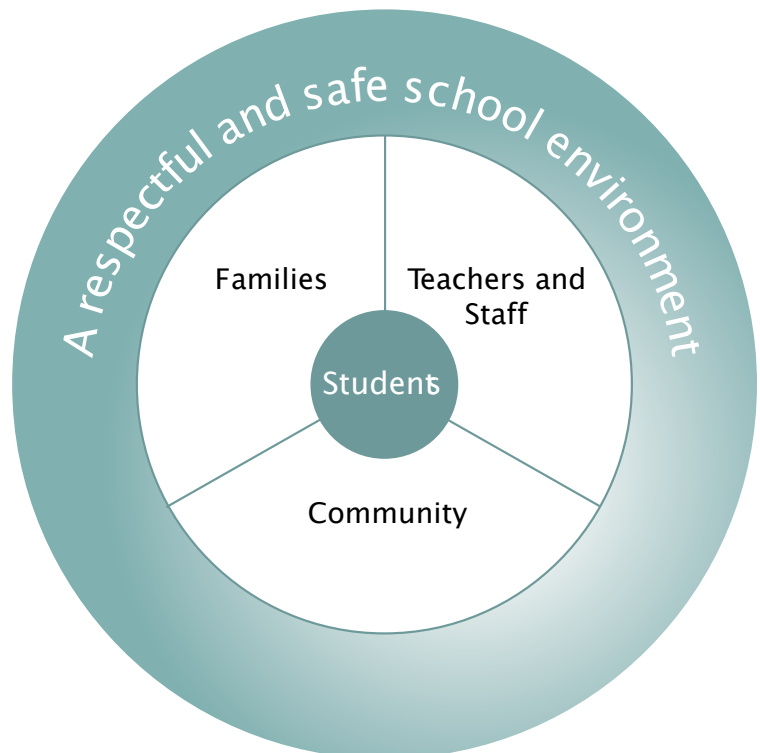 A respectful and safe school environment
Families
Teachers and
Staff
Students
Community